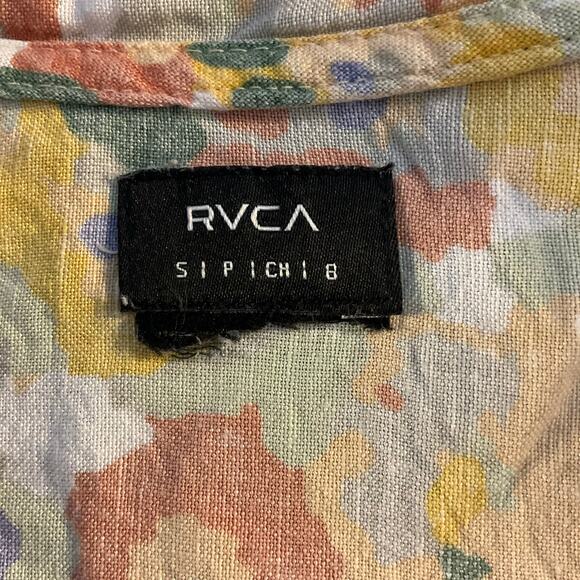 RVCA
S | P | CH | 8